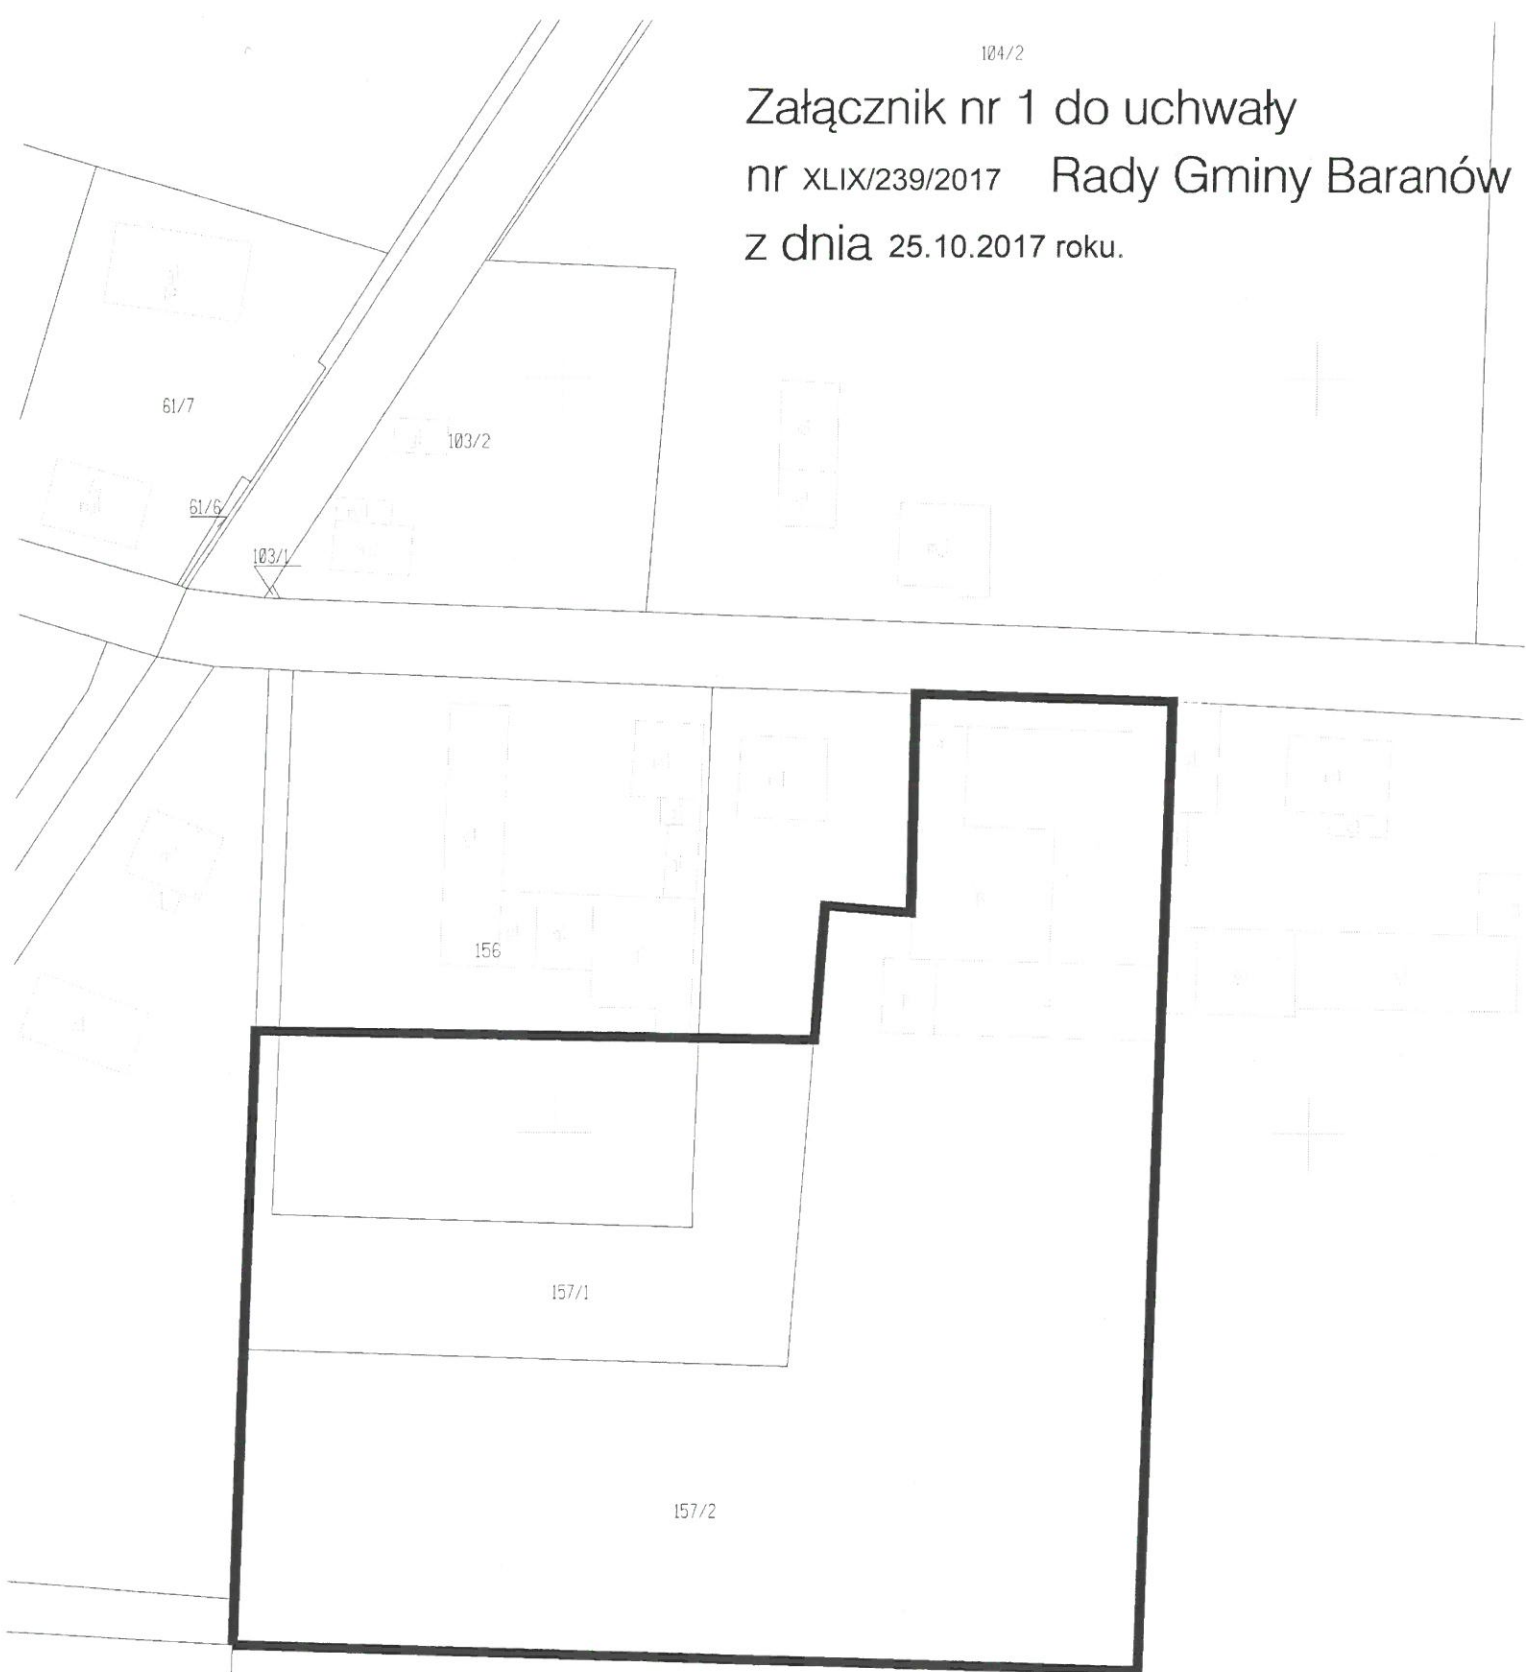 104/2
Załącznik nr 1 do uchwały
nr XLIX/239/2017 Rady Gminy Baranów
z dnia 25.10.2017 roku.
61/7
103/2
61/6
103/1
156
157/1
157/2